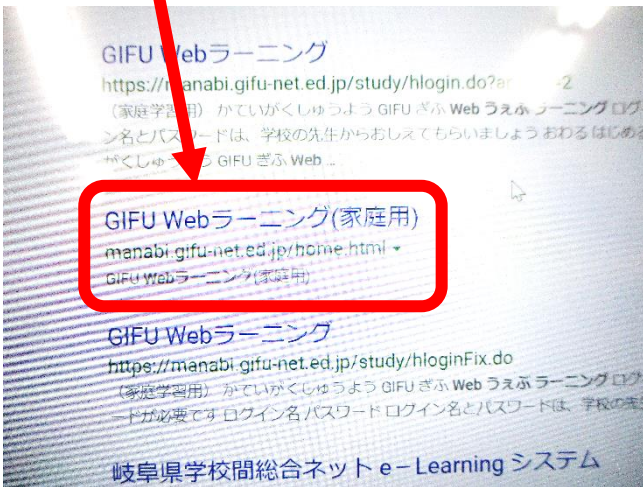 GIFU Webラーニング
https://manabi.gifu-net.ed.jp/study/hlogin.do?
（家庭学習用） かていがくしゅうよう GIFU ぎふ Web うぇぶ ラーニング ログ
ン名とパスワードは、学校の先生からおしえてもらいましょう おわる はじめ
がくしゅ う GIFU ぎふ Web ...
GIFU Webラーニング(家庭用)
manabi.gifu-net.ed.jp/home.html
GIFU Webラーニング(家庭用)
GIFU Webラーニング
https://manabi.gifu-net.ed.jp/study/hloginFix.do
（家庭学習用） かていがくしゅうよう GIFU ぎふ Web うぇぶ ラーニング ログ
ードが必要です ログイン名 パスワード ログイン名とパスワードは、学校の先
岐阜県学校間総合ネット e－Learning システム